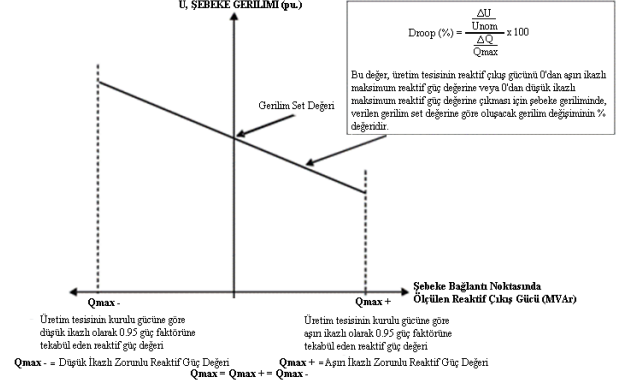 U, ŞEBEKE GERİLİMİ (pu.)
Droop (%) = ΔU / Unom / ΔQ / Qmax x 100
Bu değer, üretim tesisinin reaktif çıkış gücünü 0'dan aşırı ikazlı
maksimum reaktif güç değerine veya 0'dan düşük ikazlı
maksimum reaktif güç değerine çıkması için şebeke geriliminde,
verilen gerilim set değerine göre oluşacak gerilim değişiminin %
değeridir.
Gerilim Set Değeri
Şebeke Bağlantı Noktasında
Ölçülen Reaktif Çıkış Gücü (MVAr)
Qmax -
Qmax +
Üretim tesisinin kurulu gücüne göre
düşük ikazlı olarak 0.95 güç faktörüne
tekabül eden reaktif güç değeri
Üretim tesisinin kurulu gücüne göre
aşırı ikazlı olarak 0.95 güç faktörüne
tekabül eden reaktif güç değeri
Qmax - = Düşük İkazlı Zorunlu Reaktif Güç Değeri
Qmax + =Aşırı İkazlı Zorunlu Reaktif Güç Değeri
Qmax = Qmax + = Qmax -